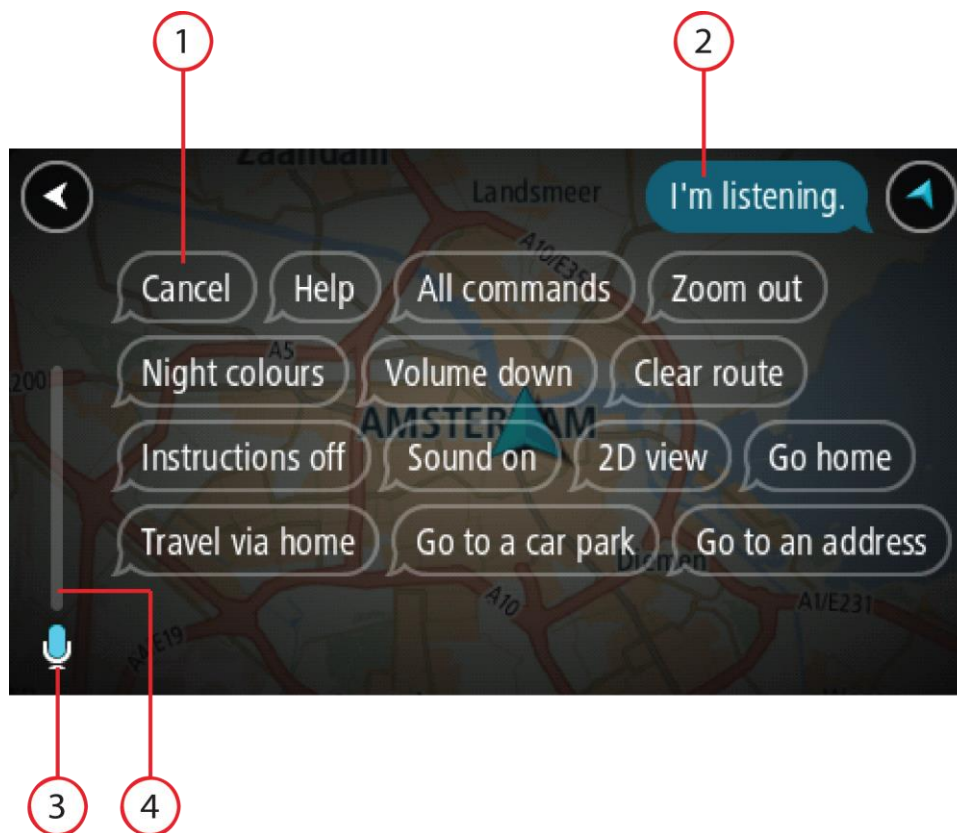 1 2
Zaandam
Landsmeer
I'm listening.
A10/E35
Cancel Help All commands Zoom out
A5
200
Night colours Volume down Clear route
AMSTERDAM
Instructions off Sound on 2D view Go home
Travel via home Go to a car park Go to an address
Diemen
A10
A1/E231
3 4